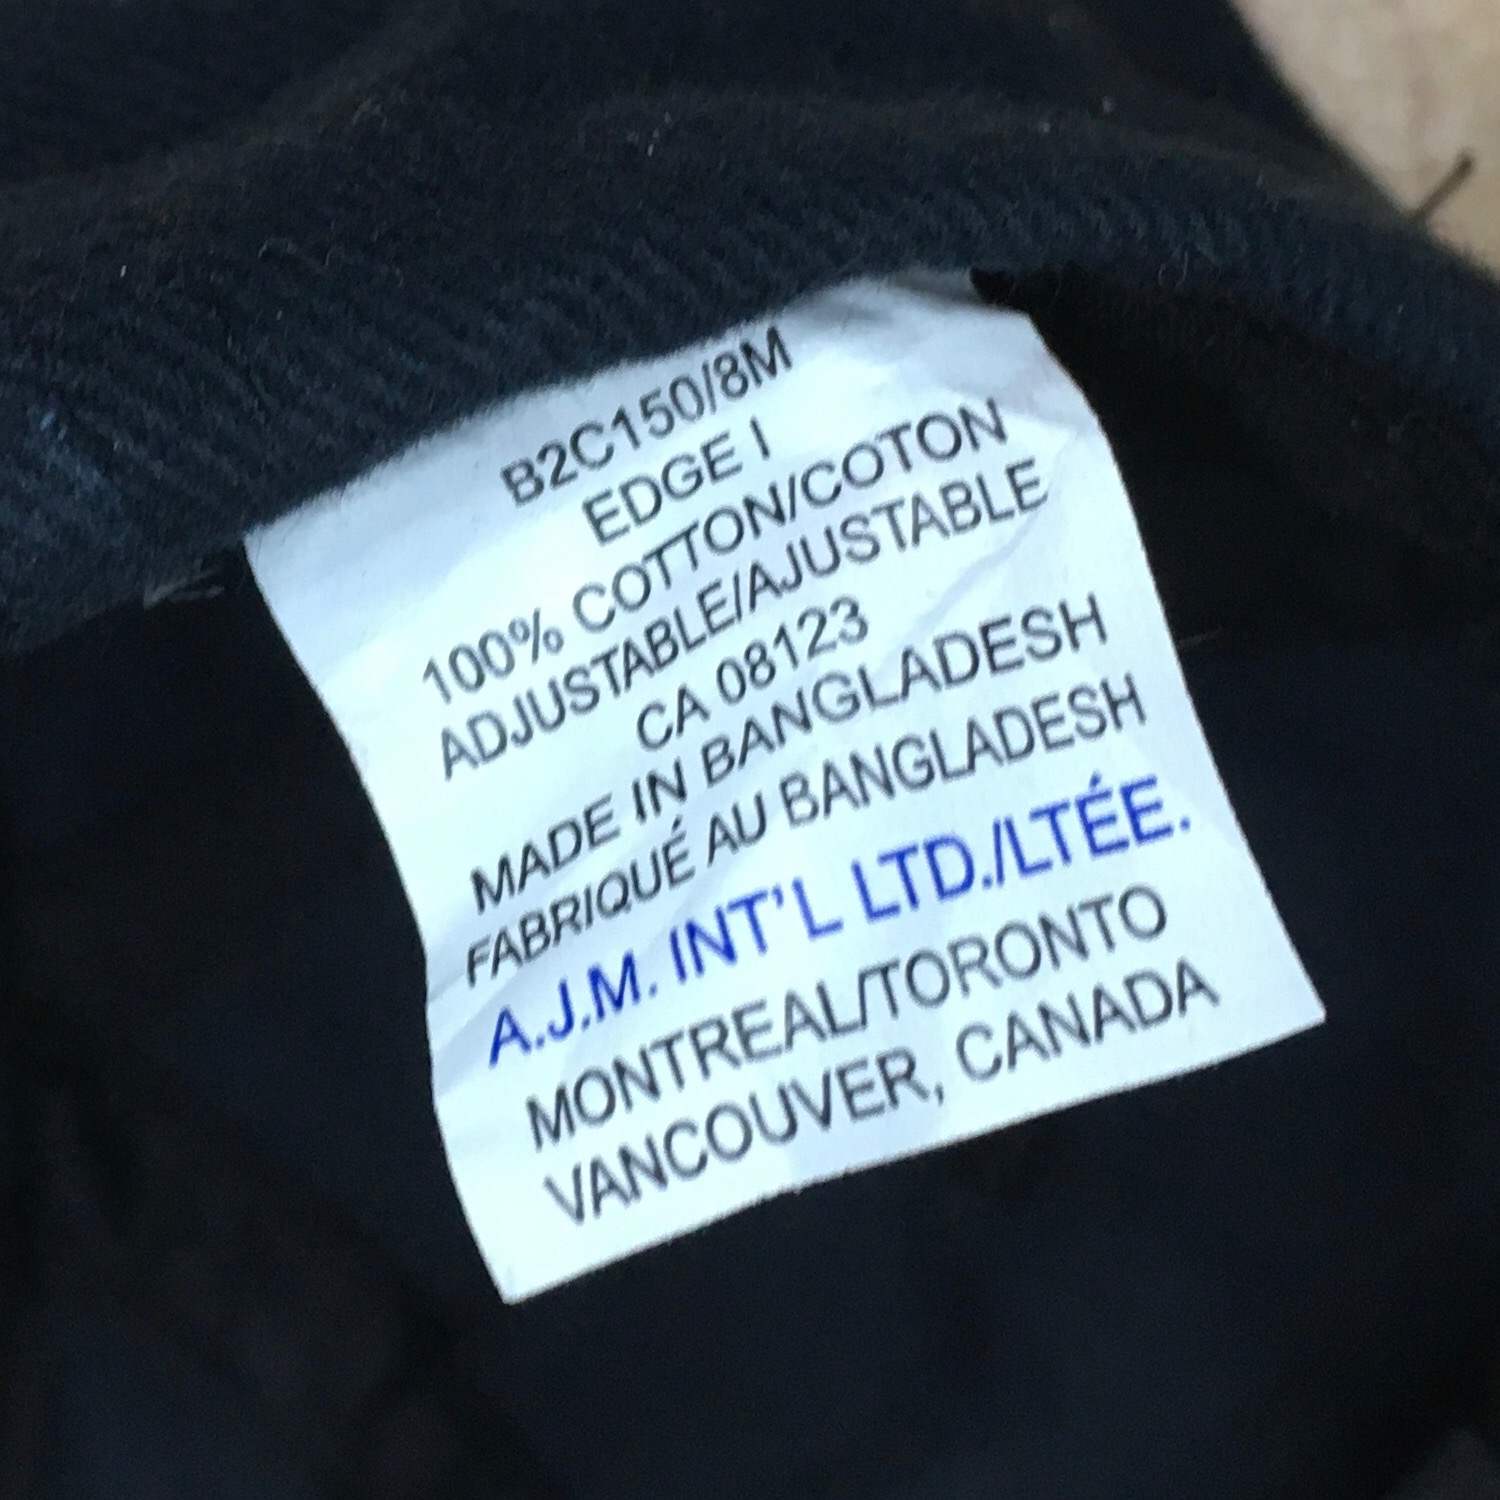 B2C150/8M
EDGE I
100% COTTON/COTON
ADJUSTABLE/AJUSTABLE
CA 08123
MADE IN BANGLADESH
FABRIQUÉ AU BANGLADESH
A.J.M. INT'L LTD./LTÉE.
MONTREAL/TORONTO
VANCOUVER, CANADA